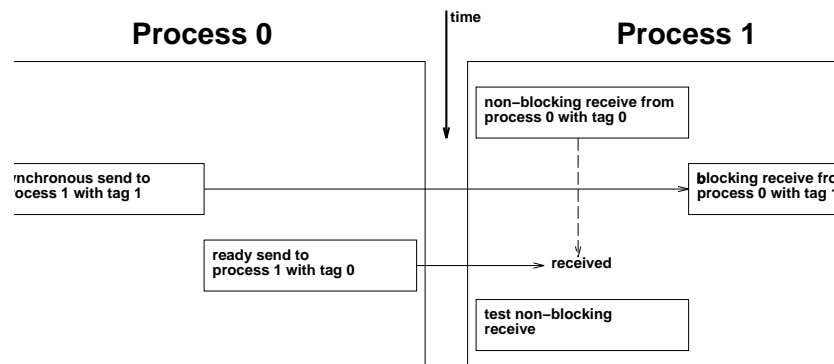 Process 0
time
Process 1
non−blocking receive from
process 0 with tag 0
ynchronous send to
ocess 1 with tag 1
blocking receive fro
process 0 with tag 1
ready send to
process 1 with tag 0
received
test non−blocking
receive